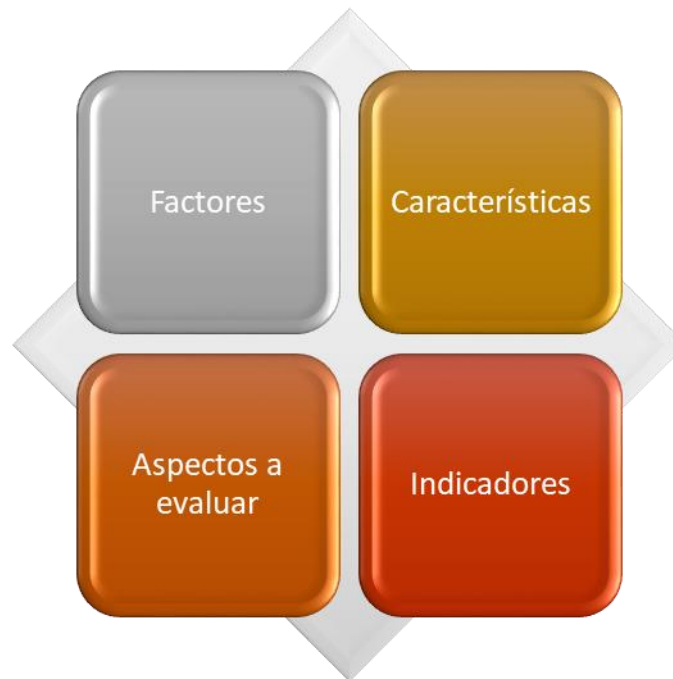 Factores
Características
Aspectos a
evaluar
Indicadores